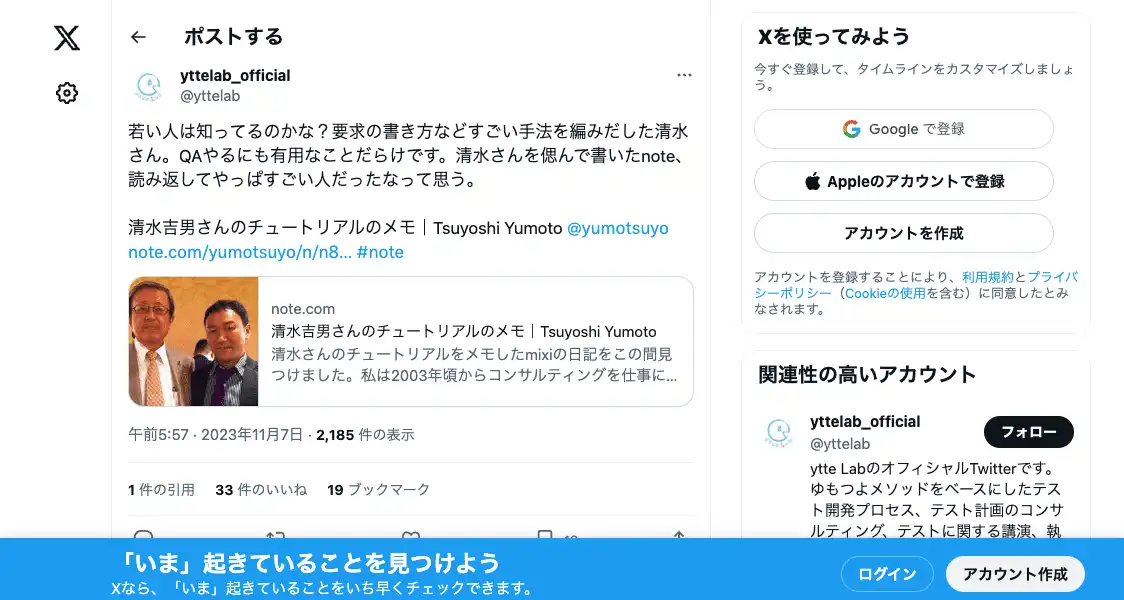 ポストする
yttelab_official
@yttelab
若い人は知ってるのかな？要求の書き方などすごい手法を編みだした清水
さん。QAやるにも有用なことだらけです。清水さんを偲んで書いたnote、
読み返してやっぱすごい人だったなって思う。
清水吉男さんのチュートリアルのメモ｜Tsuyoshi Yumoto @yumotsuyo
note.com/yumotsuyo/n/n8... #note
note.com
清水吉男さんのチュートリアルのメモ｜Tsuyoshi Yumoto
清水さんのチュートリアルをメモしたmixiの日記をこの間見
つけました。私は2003年頃からコンサルティングを仕事に...
午前5:57 · 2023年11月7日 · 2,185 件の表示
1 件の引用 33 件のいいね 19 ブックマーク
Xを使ってみよう
今すぐ登録して、タイムラインをカスタマイズしましょ
う。
Google で登録
Appleのアカウントで登録
アカウントを作成
アカウントを登録することにより、利用規約とプライバ
シーポリシー（Cookieの使用を含む）に同意したとみ
なされます。
関連性の高いアカウント
yttelab_official
@yttelab
フォロー
ytte LabのオフィシャルTwitterです。
ゆもつよメソッドをベースにしたテス
ト開発プロセス、テスト計画のコンサ
ルティング、テストに関する講演、執
「いま」起きていることを見つけよう
Xなら、「いま」起きていることをいち早くチェックできます。
ログイン
アカウント作成